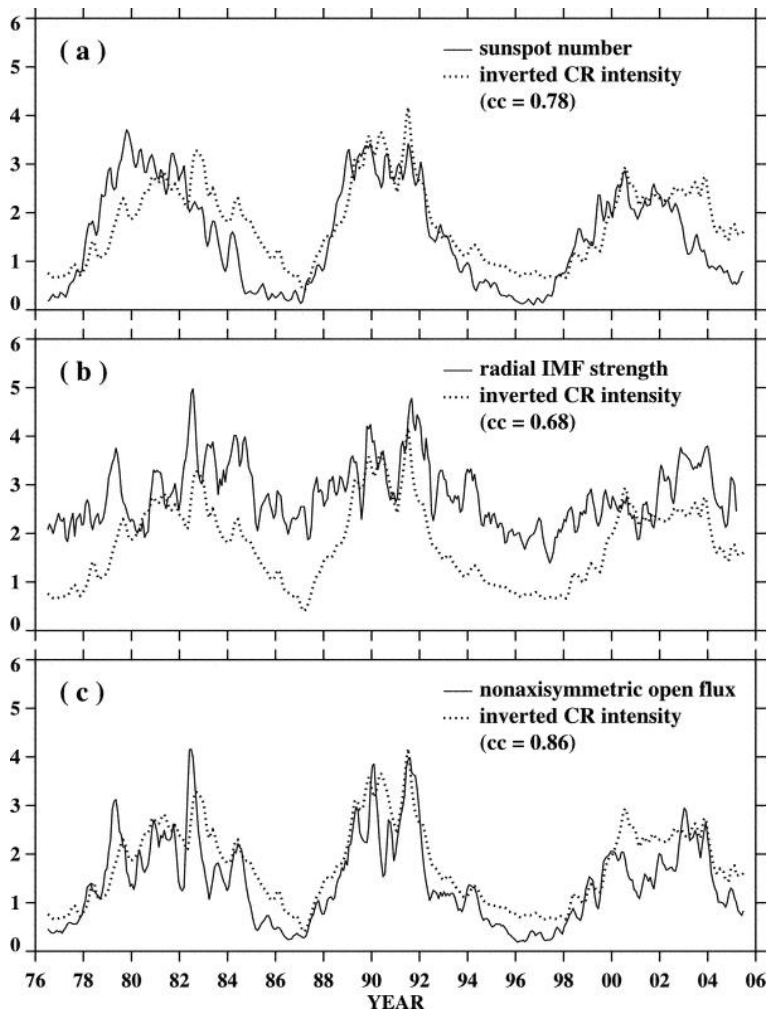 6
5
4
3
2
1
0
( a )
sunspot number
inverted CR intensity
(cc = 0.78)
6
5
4
3
2
1
0
( b )
radial IMF strength
inverted CR intensity
(cc = 0.68)
6
5
4
3
2
1
0
( c )
nonaxisymmetric open flux
inverted CR intensity
(cc = 0.86)
76 78 80 82 84 86 88 90 92 94 96 98 00 02 04 06
YEAR